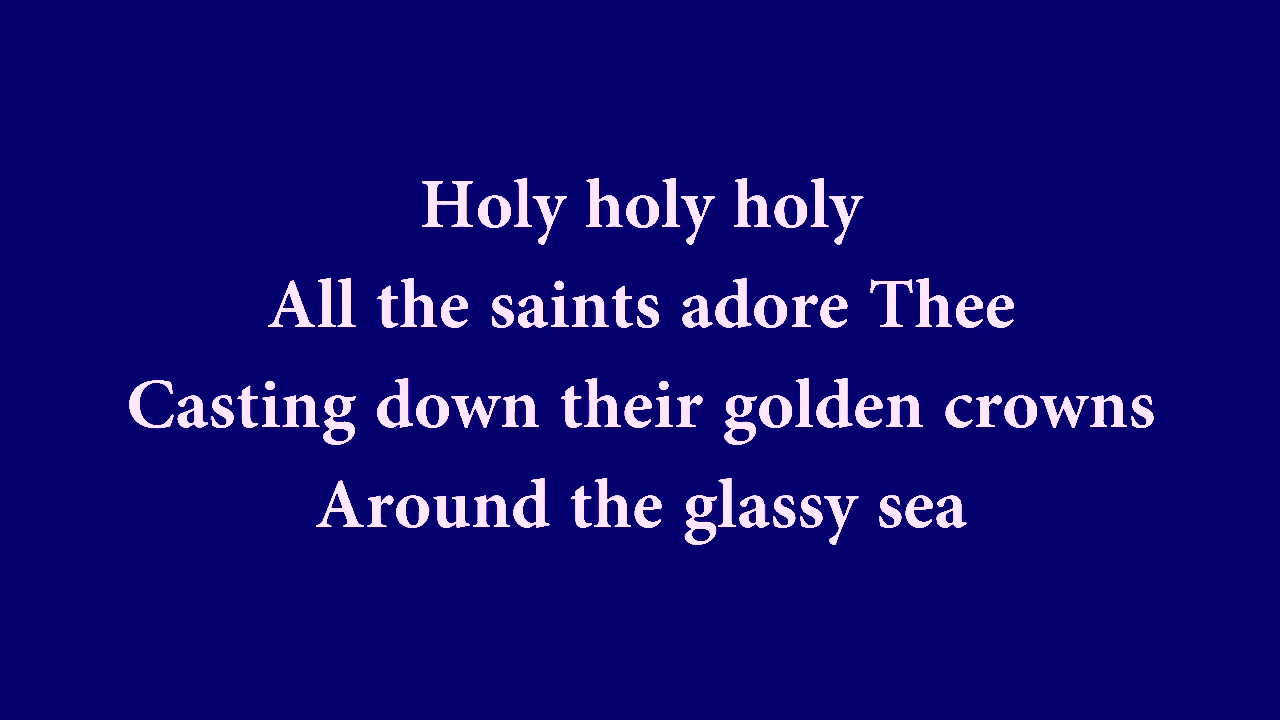 Holy holy holy
All the saints adore Thee
Casting down their golden crowns
Around the glassy sea